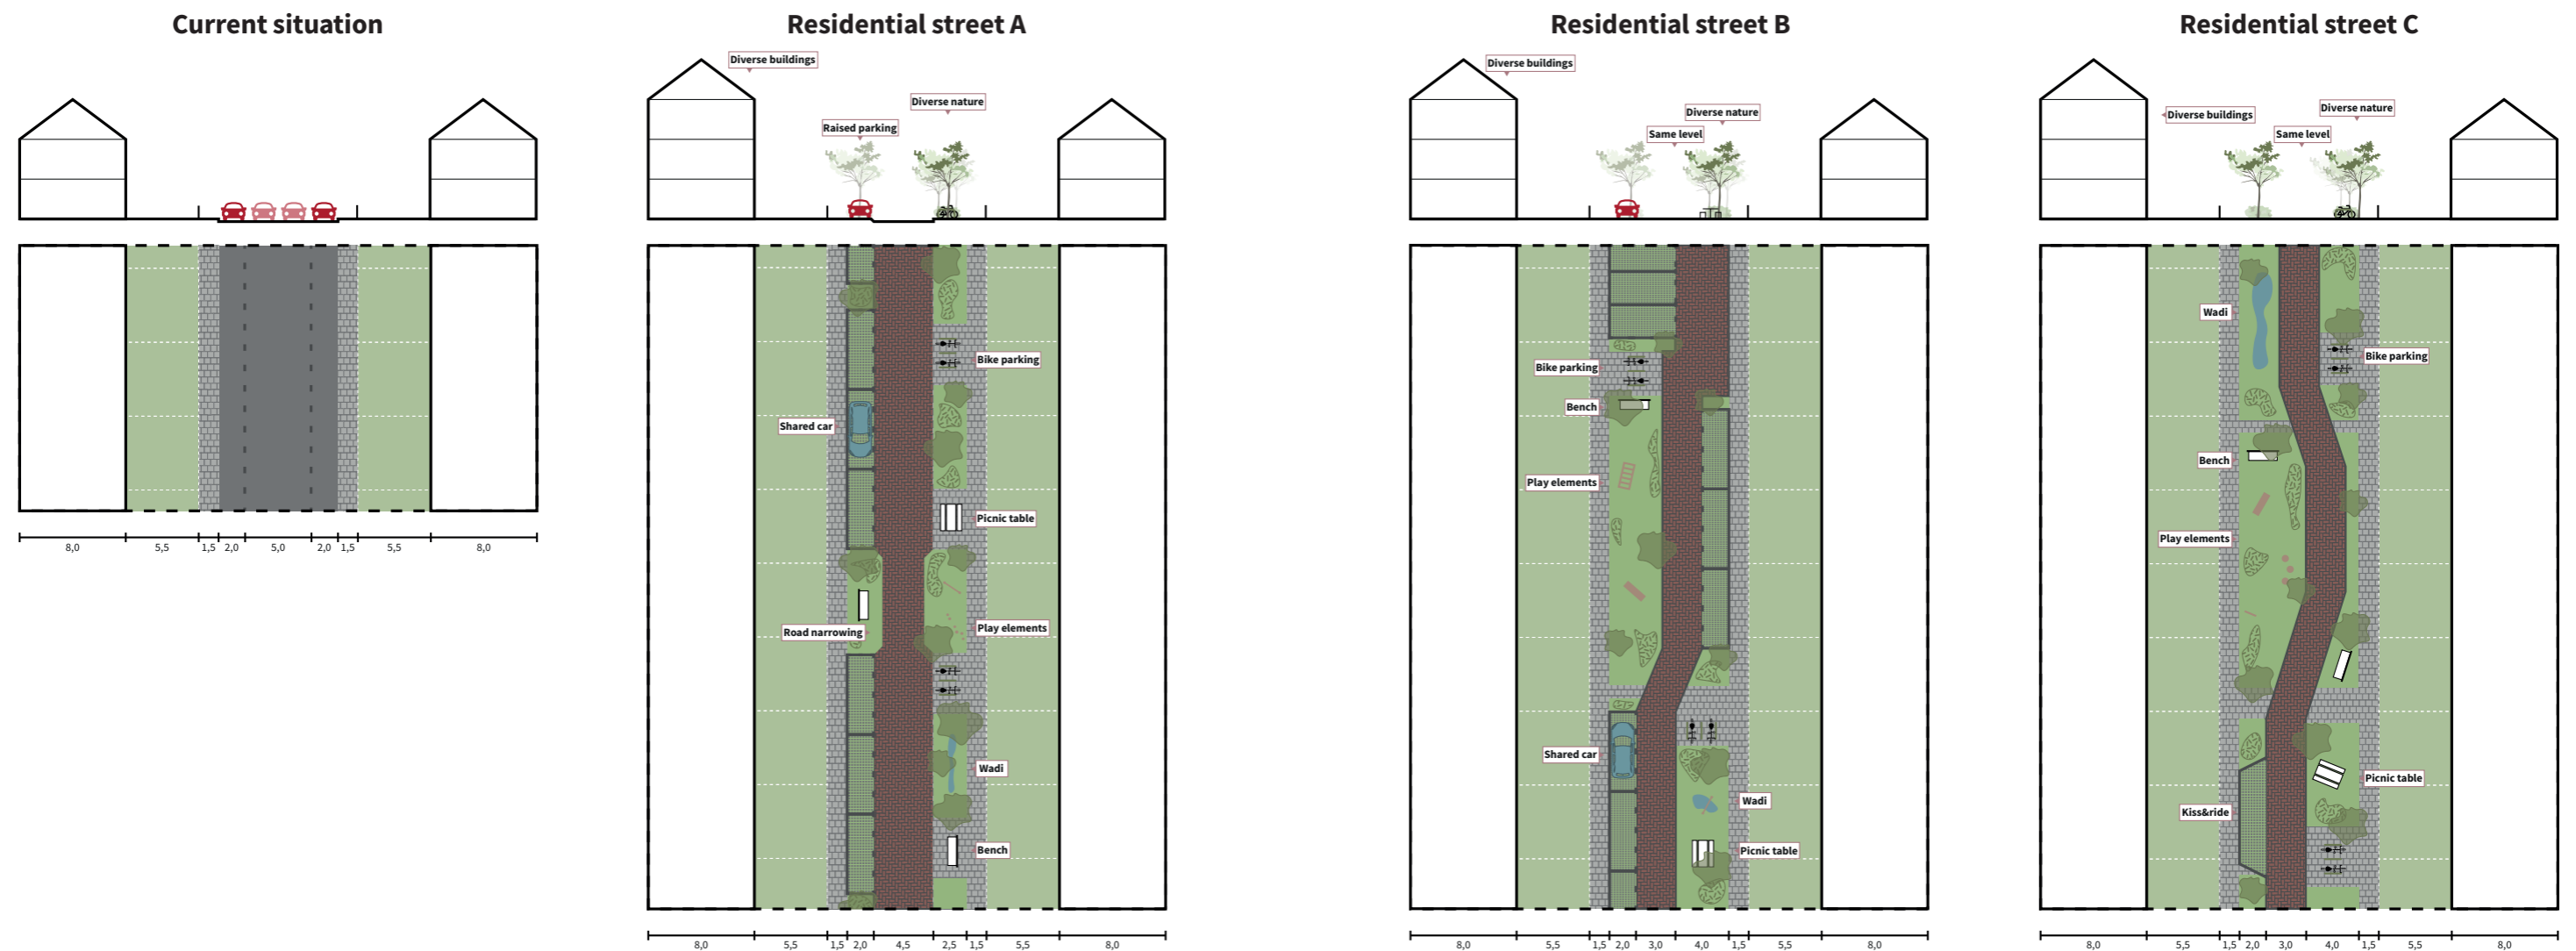 Current situation
8,0 5,5 1,5 2,0 5,0 2,0 1,5 5,5 8,0
Residential street A
Diverse buildings
Diverse nature
Raised parking
Bike parking
Shared car
Picnic table
Road narrowing
Play elements
Wadi
Bench
8,0 5,5 1,5 2,0 4,5 2,5 1,5 5,5 8,0
Residential street B
Diverse buildings
Diverse nature
Same level
Bike parking
Bench
Play elements
Shared car
Wadi
Picnic table
8,0 5,5 1,5 2,0 3,0 4,0 1,5 5,5 8,0
Residential street C
Diverse buildings
Diverse nature
Same level
Wadi
Bike parking
Bench
Play elements
Picnic table
Kiss&ride
8,0 5,5 1,5 2,0 3,0 4,0 1,5 5,5 8,0